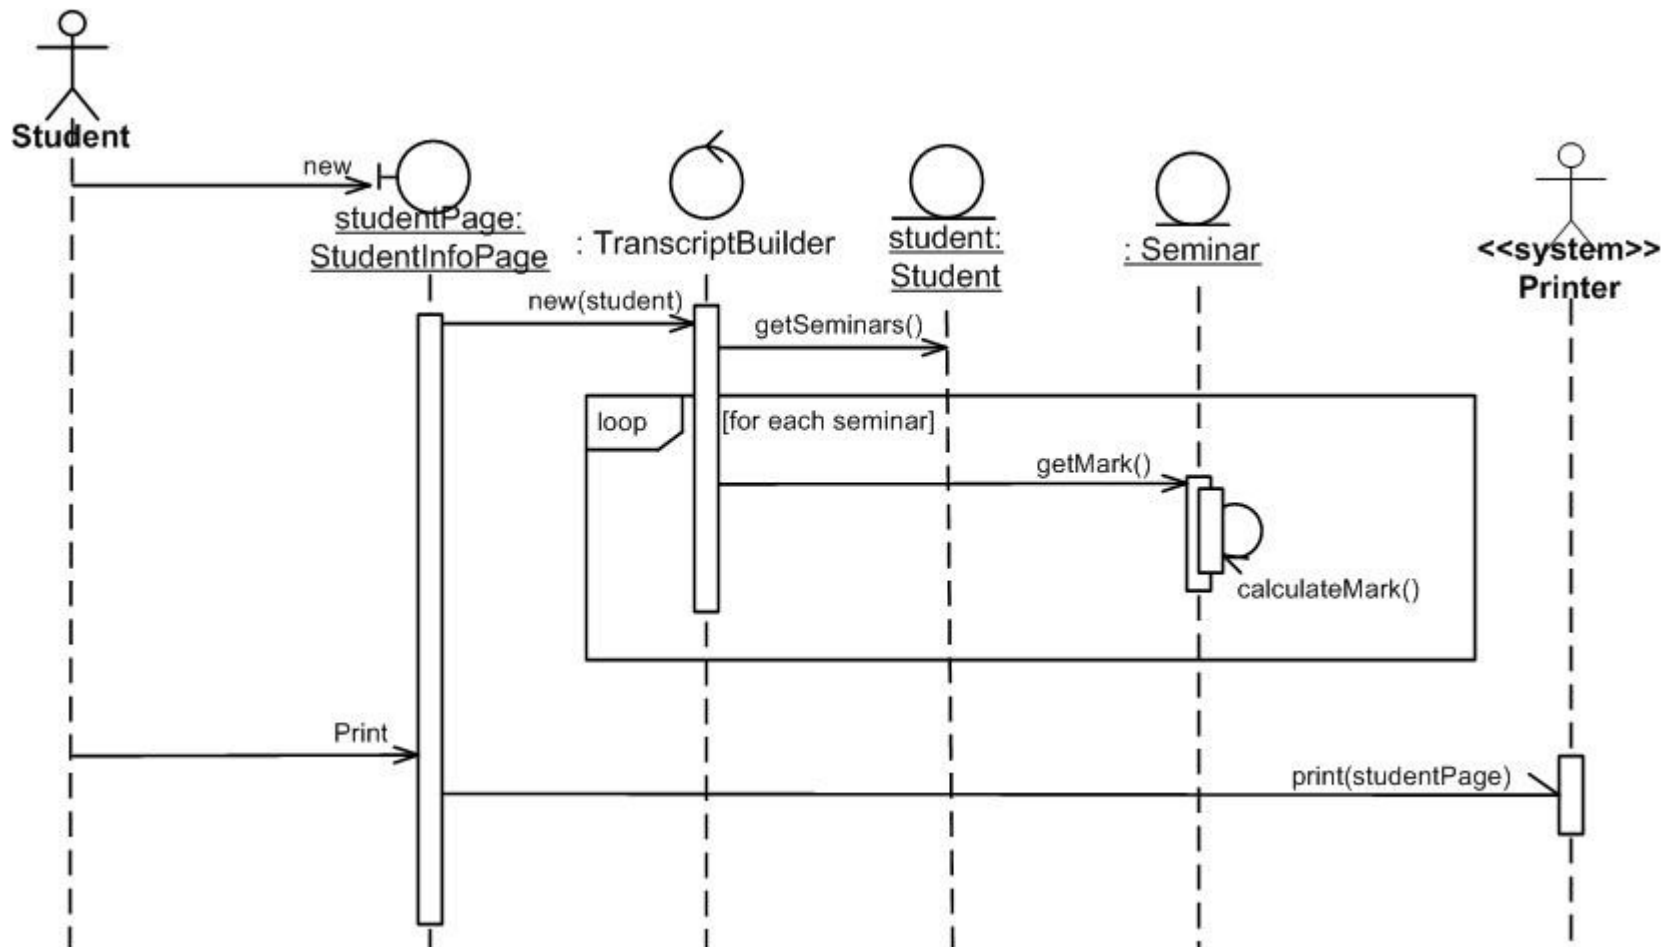 Student
new
studentPage:
StudentInfoPage
: TranscriptBuilder
student:
Student
: Seminar
<<system>>
Printer
new(student)
getSeminars()
loop
[for each seminar]
getMark()
calculateMark()
Print
print(studentPage)